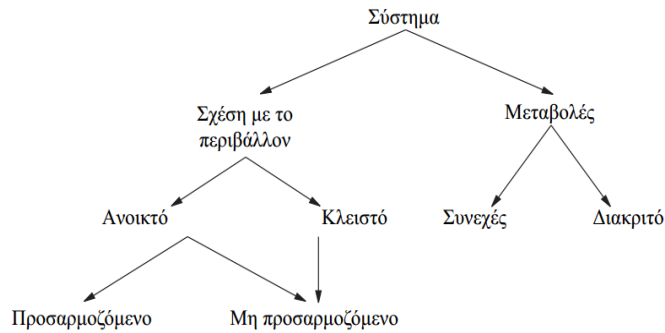 Σύστημα
Σχέση με το
περιβάλλον
Μεταβολές
Ανοικτό
Κλειστό
Συνεχές
Διακριτό
Προσαρμοζόμενο
Μη προσαρμοζόμενο